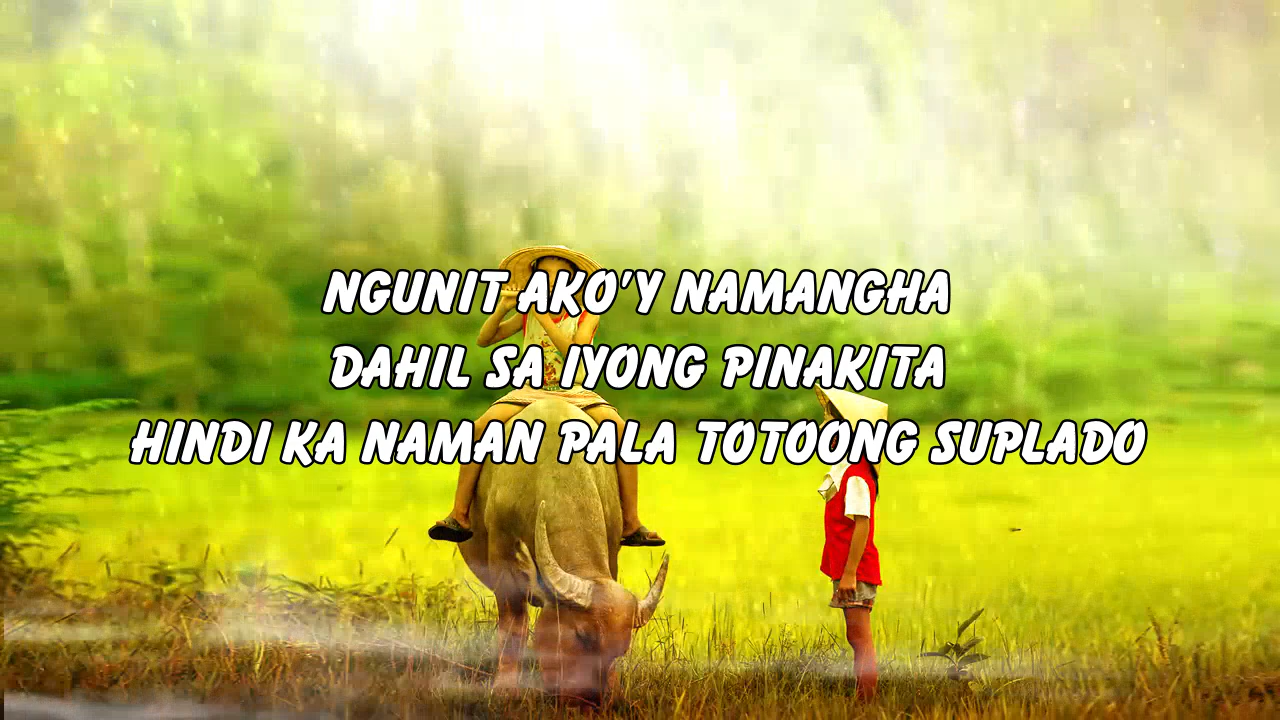 NGUNIT AKO'Y NAMANGHA
DAHIL SA IYONG PINAKITA
HINDI KA NAMAN PALA TOTOONG SUPLADO